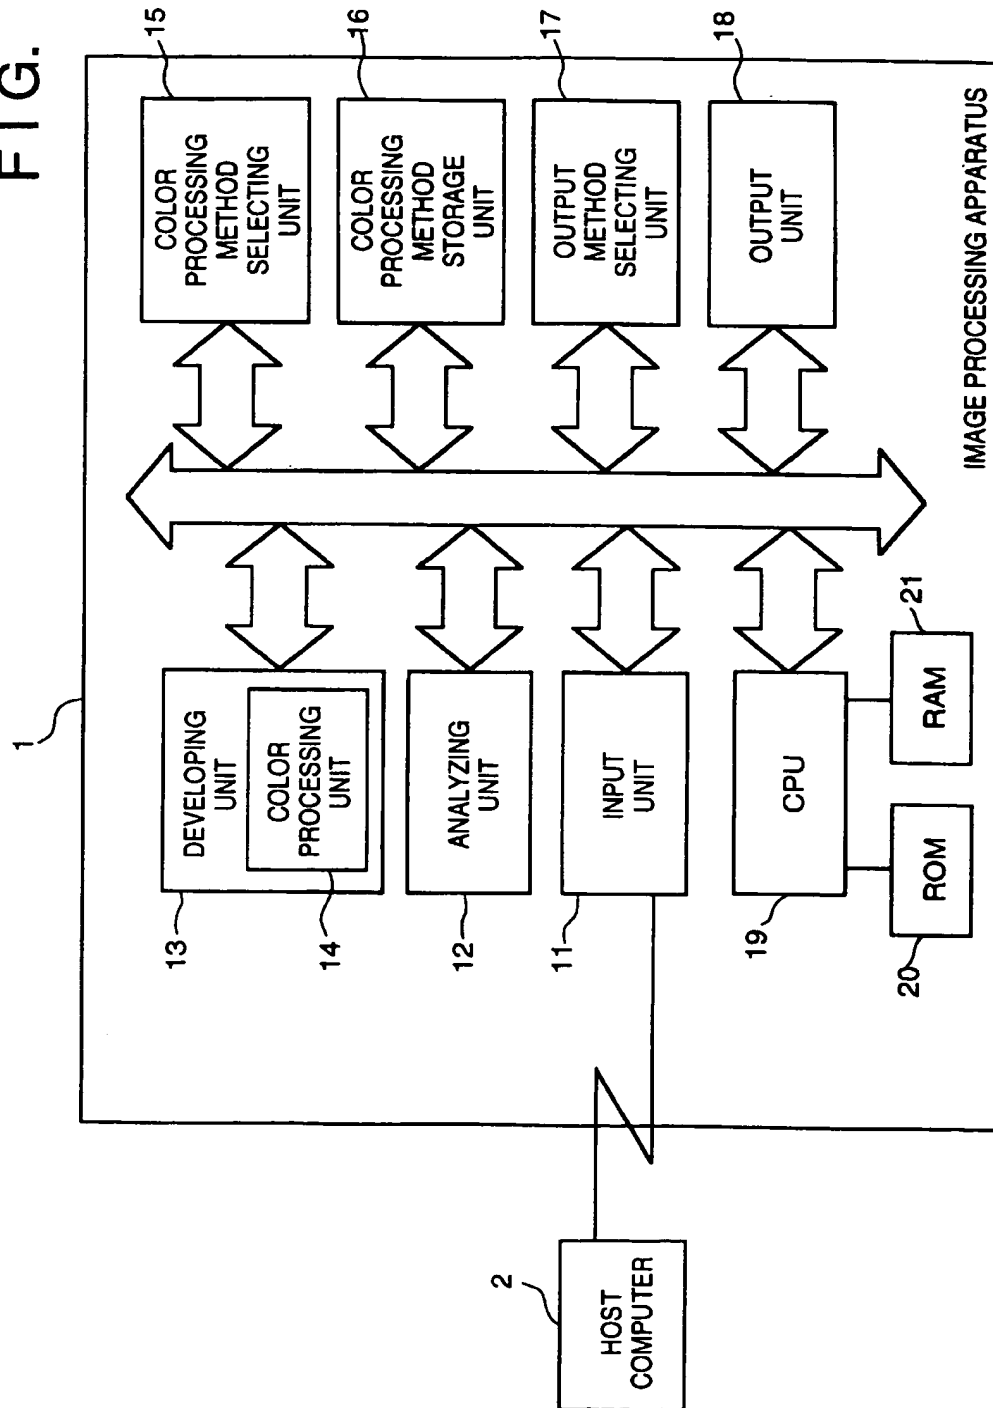 FIG.
1
15
COLOR
PROCESSING
METHOD
SELECTING
UNIT
16
COLOR
PROCESSING
METHOD
STORAGE
UNIT
17
OUTPUT
METHOD
SELECTING
UNIT
18
OUTPUT
UNIT
13
DEVELOPING
UNIT
14
COLOR
PROCESSING
UNIT
12
ANALYZING
UNIT
11
INPUT
UNIT
19
CPU
20
ROM
21
RAM
2
HOST
COMPUTER
IMAGE PROCESSING APPARATUS